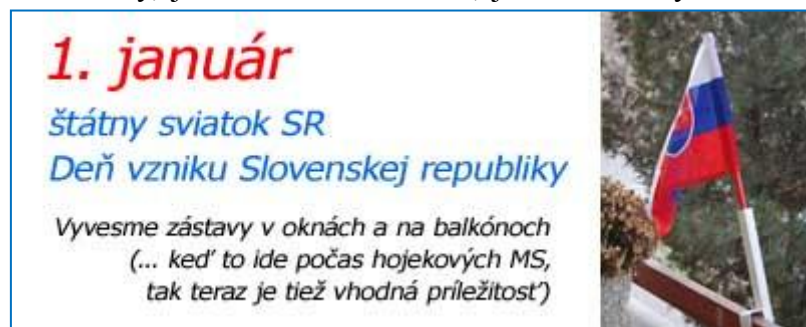 1. január
štátny sviatok SR
Deň vzniku Slovenskej republiky
Vyvesme zástavy v oknách a na balkónoch
(... keď to ide počas hojekových MS,
tak teraz je tiež vhodná príležitosť)